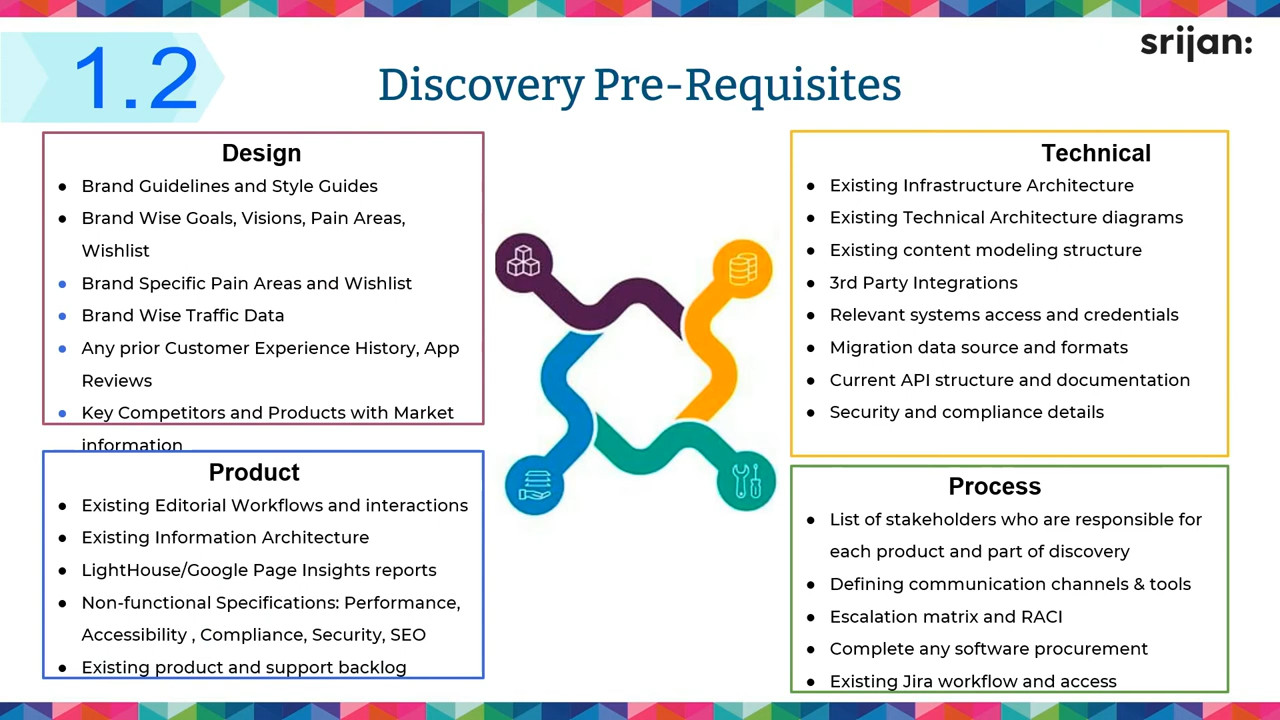 srijan:
1.2
Discovery Pre-Requisites
Design
● Brand Guidelines and Style Guides
● Brand Wise Goals, Visions, Pain Areas,
Wishlist
● Brand Specific Pain Areas and Wishlist
● Brand Wise Traffic Data
● Any prior Customer Experience History, App
Reviews
● Key Competitors and Products with Market
information
Product
● Existing Editorial Workflows and interactions
● Existing Information Architecture
● LightHouse/Google Page Insights reports
● Non-functional Specifications: Performance,
Accessibility , Compliance, Security, SEO
● Existing product and support backlog
Technical
● Existing Infrastructure Architecture
● Existing Technical Architecture diagrams
● Existing content modeling structure
● 3rd Party Integrations
● Relevant systems access and credentials
● Migration data source and formats
● Current API structure and documentation
● Security and compliance details
Process
● List of stakeholders who are responsible for
each product and part of discovery
● Defining communication channels & tools
● Escalation matrix and RACI
● Complete any software procurement
● Existing Jira workflow and access